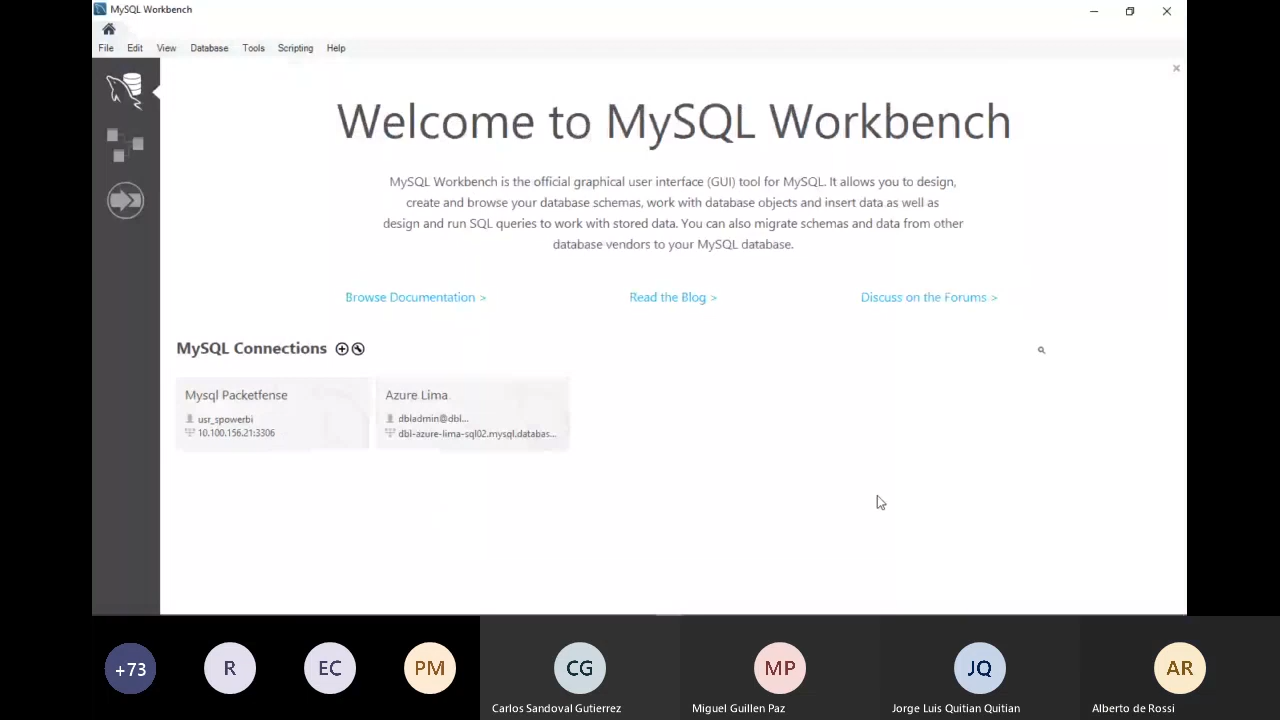 MySQL Workbench
File Edit View Database Tools Scripting Help
Welcome to MySQL Workbench
MySQL Workbench is the official graphical user interface (GUI) tool for MySQL. It allows you to design,
create and browse your database schemas, work with database objects and insert data as well as
design and run SQL queries to work with stored data. You can also migrate schemas and data from other
database vendors to your MySQL database.
Browse Documentation > Read the Blog > Discuss on the Forums >
MySQL Connections
Mysql Packetfense
usr_spowerbi
10.100.156.21:3306
Azure Lima
dbladmin@dbl...
dbl-azure-lima-sql02.mysql.databas...
+73 R EC PM CG MP JQ AR
Carlos Sandoval Gutierrez Miguel Guillen Paz Jorge Luis Quitian Quitian Alberto de Rossi